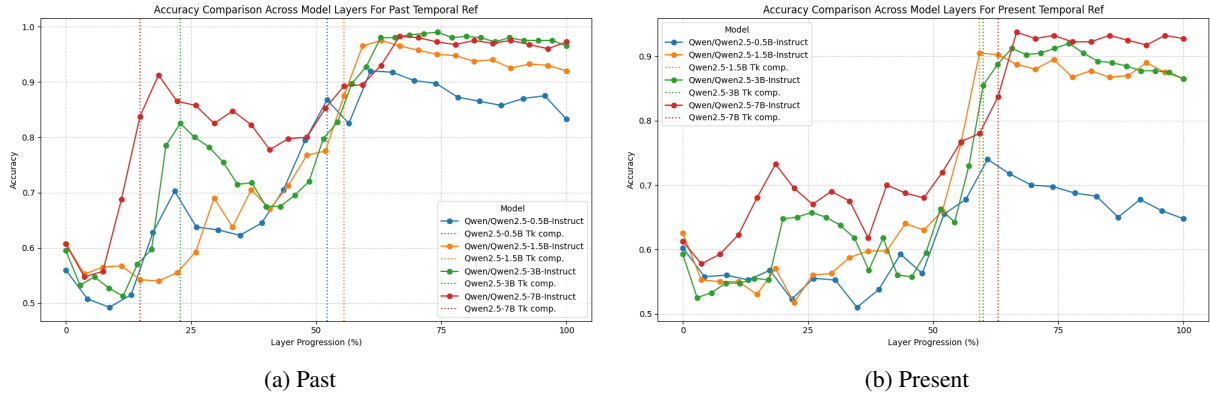 Accuracy Comparison Across Model Layers For Past Temporal Ref
Accuracy
1.0
0.9
0.8
0.7
0.6
0.5
0
25
50
75
100
Layer Progression (%)
Model
Qwen/Qwen2.5-0.5B-Instruct
Qwen2.5-0.5B Tk comp.
Qwen/Qwen2.5-1.5B-Instruct
Qwen2.5-1.5B Tk comp.
Qwen/Qwen2.5-3B-Instruct
Qwen2.5-3B Tk comp.
Qwen/Qwen2.5-7B-Instruct
Qwen2.5-7B Tk comp.
(a) Past
Accuracy Comparison Across Model Layers For Present Temporal Ref
Model
Qwen/Qwen2.5-0.5B-Instruct
Qwen/Qwen2.5-1.5B-Instruct
Qwen2.5-1.5B Tk comp.
Qwen/Qwen2.5-3B-Instruct
Qwen2.5-3B Tk comp.
Qwen/Qwen2.5-7B-Instruct
Qwen2.5-7B Tk comp.
Accuracy
0.9
0.8
0.7
0.6
0.5
0
25
50
75
100
Layer Progression (%)
(b) Present